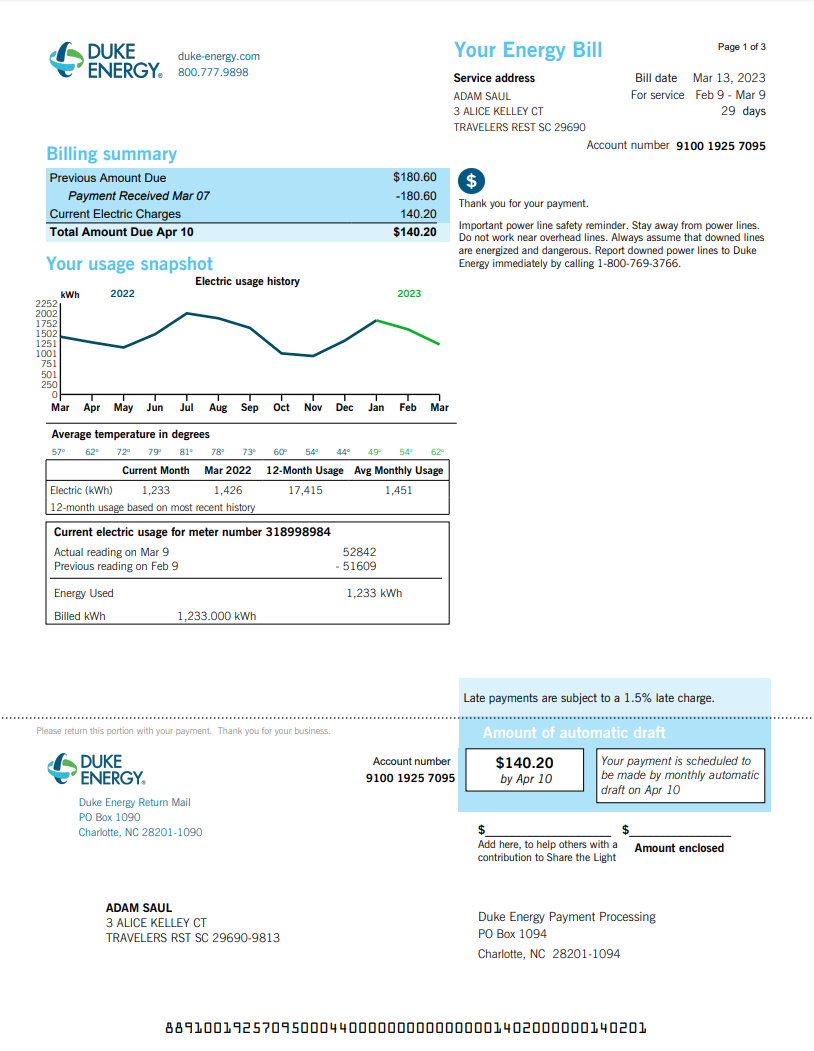 DUKE
ENERGY®
duke-energy.com
800.777.9898
Your Energy Bill
Page 1 of 3
Service address
ADAM SAUL
3 ALICE KELLEY CT
TRAVELERS REST SC 29690
Bill date Mar 13, 2023
For service Feb 9 - Mar 9
29 days
Account number 9100 1925 7095
Billing summary
Previous Amount Due $180.60
Payment Received Mar 07 -180.60
Current Electric Charges 140.20
Total Amount Due Apr 10 $140.20
$
Thank you for your payment.
Important power line safety reminder. Stay away from power lines.
Do not work near overhead lines. Always assume that downed lines
are energized and dangerous. Report downed power lines to Duke
Energy immediately by calling 1-800-769-3766.
Your usage snapshot
Electric usage history
kWh 2022 2023
2252
2002
1752
1502
1251
1001
751
501
250
0
Mar Apr May Jun Jul Aug Sep Oct Nov Dec Jan Feb Mar
Average temperature in degrees
57° 62° 72° 79° 81° 78° 73° 60° 54° 44° 49° 54° 62°
Current Month Mar 2022 12-Month Usage Avg Monthly Usage
Electric (kWh) 1,233 1,426 17,415 1,451
12-month usage based on most recent history
Current electric usage for meter number 318998984
Actual reading on Mar 9 52842
Previous reading on Feb 9 - 51609
Energy Used 1,233 kWh
Billed kWh 1,233.000 kWh
Late payments are subject to a 1.5% late charge.
Please return this portion with your payment. Thank you for your business.
Amount of automatic draft
DUKE
ENERGY®
Account number
9100 1925 7095
$140.20
by Apr 10
Your payment is scheduled to
be made by monthly automatic
draft on Apr 10
Duke Energy Return Mail
PO Box 1090
Charlotte, NC 28201-1090
$____________________ $________________
Add here, to help others with a
contribution to Share the Light
Amount enclosed
ADAM SAUL
3 ALICE KELLEY CT
TRAVELERS RST SC 29690-9813
Duke Energy Payment Processing
PO Box 1094
Charlotte, NC 28201-1094